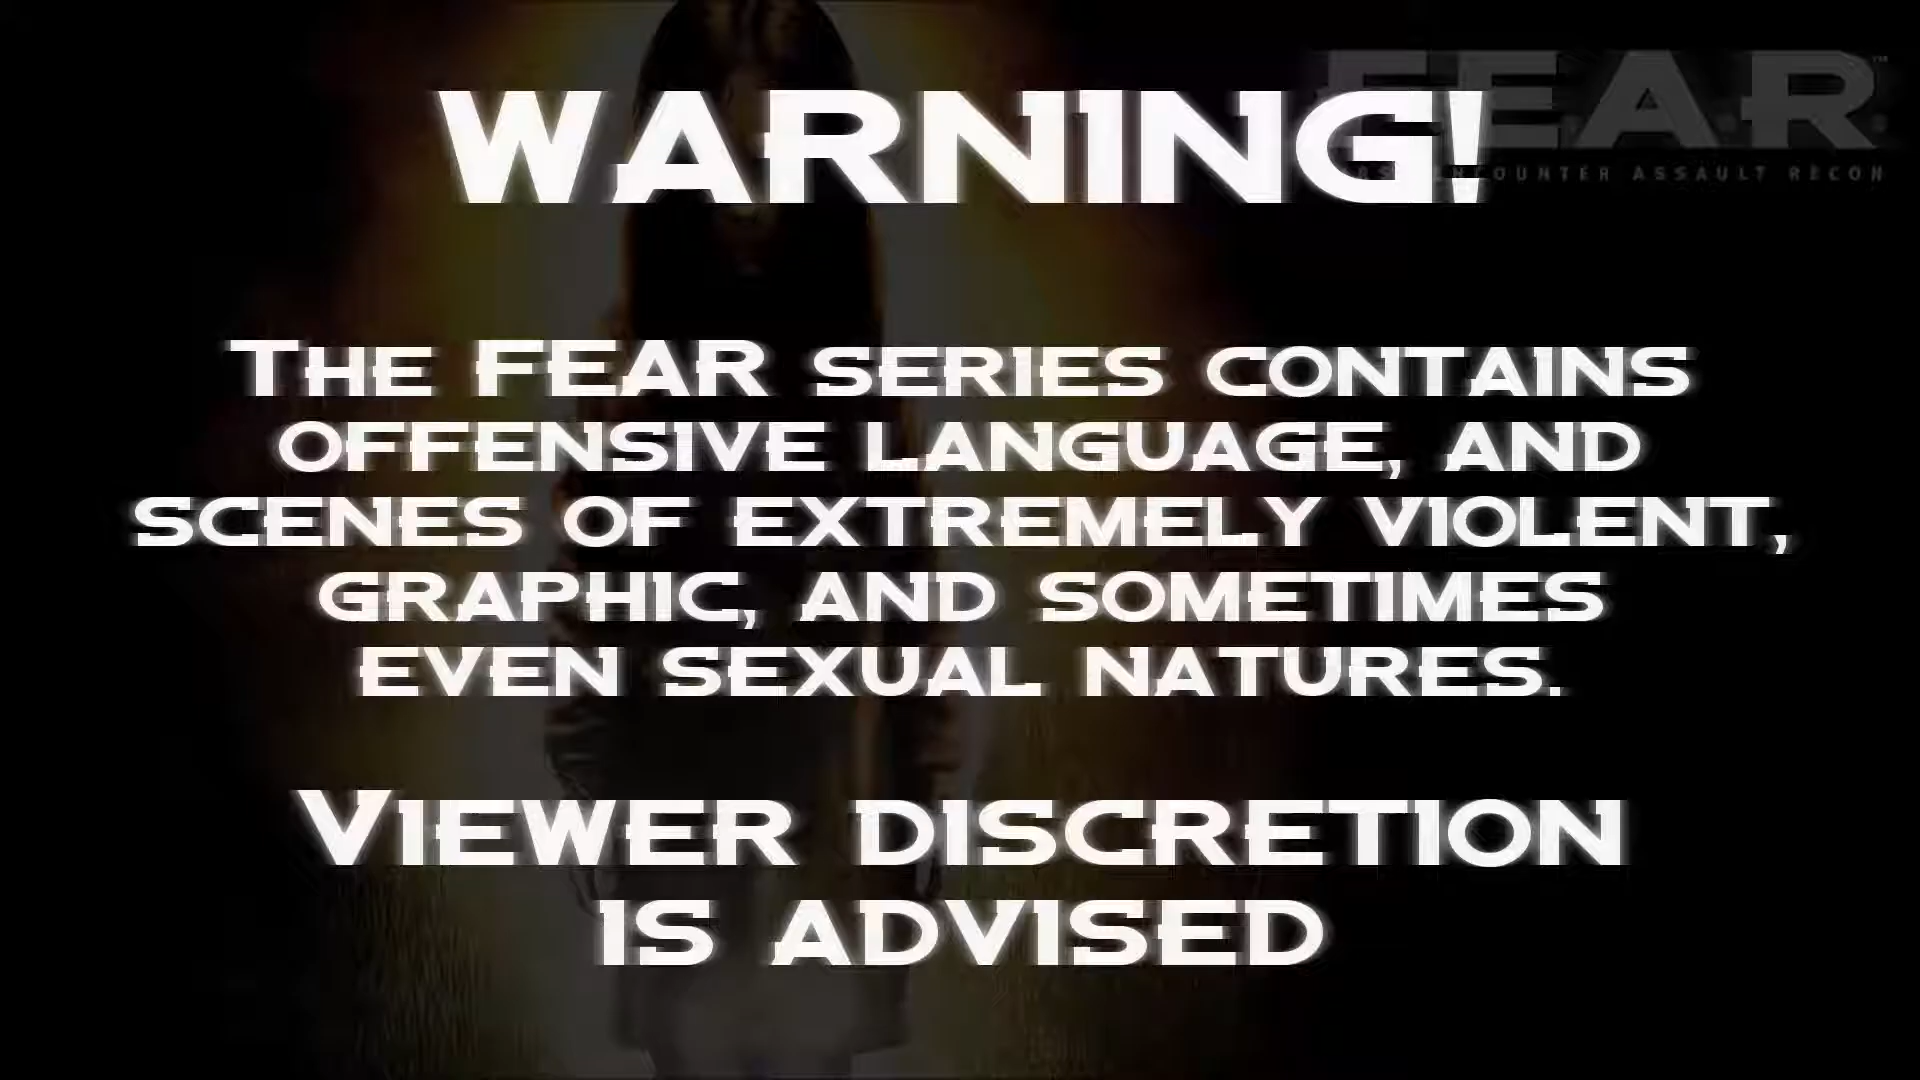 WARNING!
F.E.A.R.™
ENCOUNTER ASSAULT RECON
THE FEAR SERIES CONTAINS
OFFENSIVE LANGUAGE, AND
SCENES OF EXTREMELY VIOLENT,
GRAPHIC, AND SOMETIMES
EVEN SEXUAL NATURES.
VIEWER DISCRETION
IS ADVISED